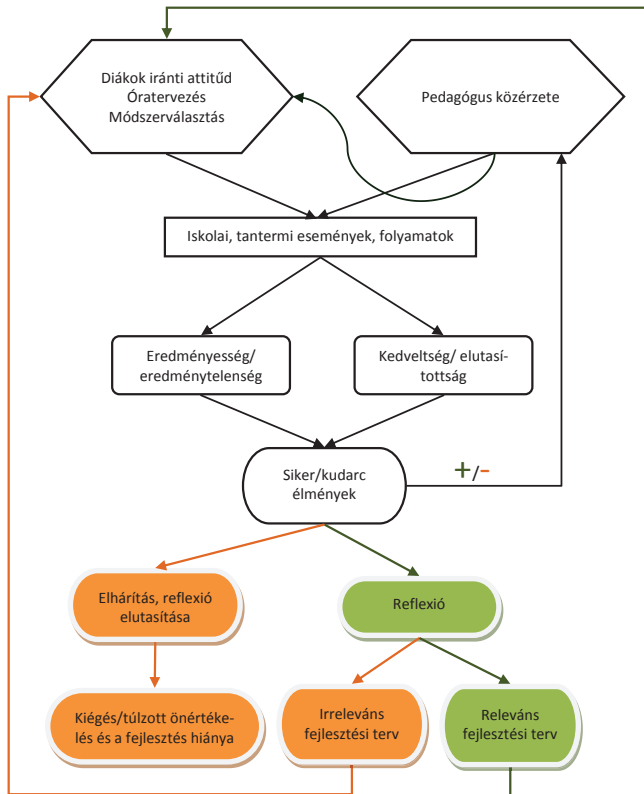 Diákok iránti attitűd
Óratervezés
Módszerválasztás
Pedagógus közérzete
Iskolai, tantermi események, folyamatok
Eredményesség/
eredménytelenség
Kedveltség/ elutasí-
tottság
Siker/kudarc
élmények
+/-
Elhárítás, reflexió
elutasítása
Reflexió
Kiégés/túlzott önértéke-
lés és a fejlesztés hiánya
Irreleváns
fejlesztési terv
Releváns
fejlesztési terv